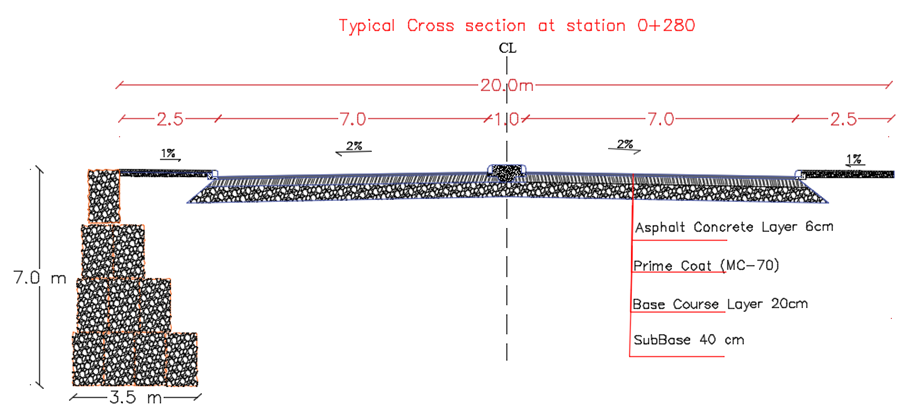 Typical Cross section at station 0+280
CL
20.0m
2.5 7.0 1.0 7.0 2.5
1% 2% 2% 1%
Asphalt Concrete Layer 6cm
Prime Coat (MC-70)
7.0 m
Base Course Layer 20cm
SubBase 40 cm
3.5 m